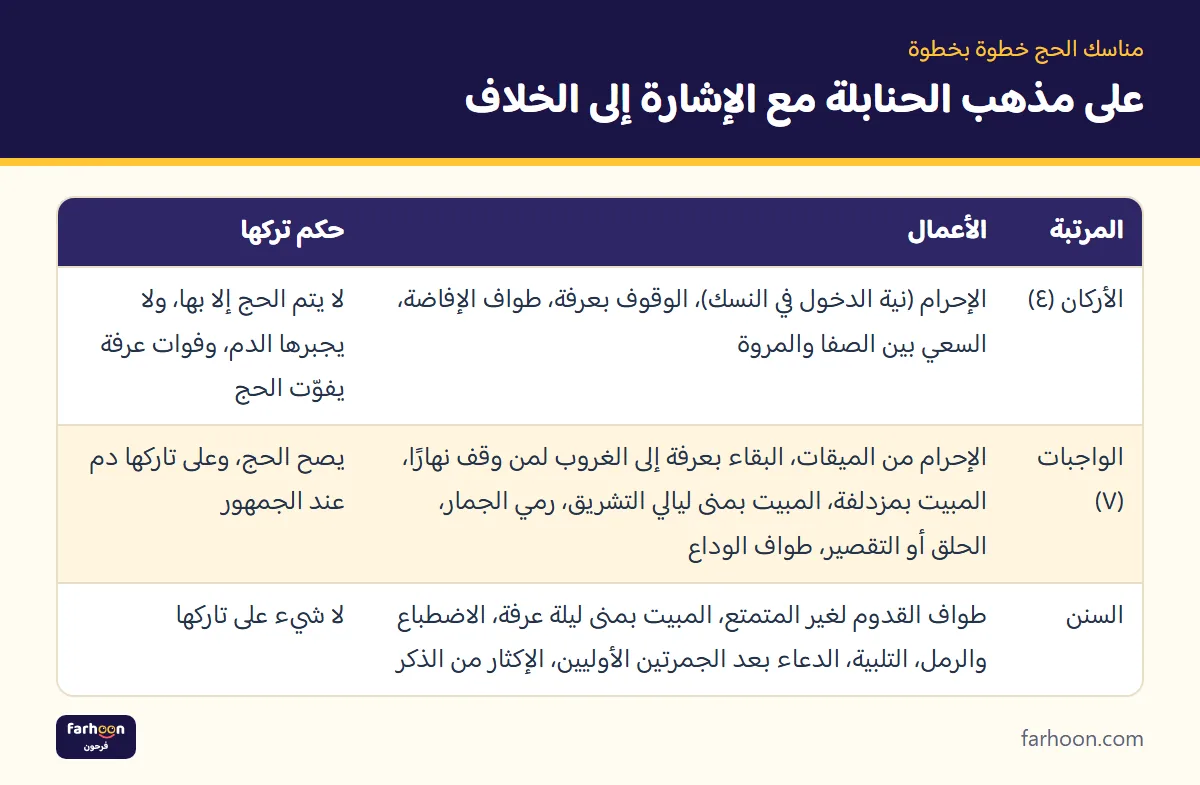 مناسك الحج خطوة بخطوة
على مذهب الحنابلة مع الإشارة إلى الخلاف
المرتبة
الأعمال
حكم تركها
الأركان (٤)
الإحرام (نية الدخول في النسك)، الوقوف بعرفة، طواف الإفاضة،
السعي بين الصفا والمروة
لا يتم الحج إلا بها، ولا
يجبرها الدم، وفوات عرفة
يفوّت الحج
الواجبات
(٧)
الإحرام من الميقات، البقاء بعرفة إلى الغروب لمن وقف نهارًا،
المبيت بمزدلفة، المبيت بمنى ليالي التشريق، رمي الجمار،
الحلق أو التقصير، طواف الوداع
يصح الحج، وعلى تاركها دم
عند الجمهور
السنن
طواف القدوم لغير المتمتع، المبيت بمنى ليلة عرفة، الاضطباع
والرمل، التلبية، الدعاء بعد الجمرتين الأوليين، الإكثار من الذكر
لا شيء على تاركها
farhoon.com
farhoon
فرحون